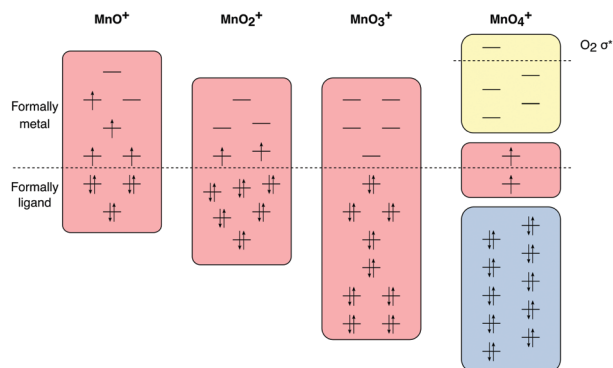 MnO⁺ MnO₂⁺ MnO₃⁺ MnO₄⁺
O₂ σ*
Formally
metal
Formally
ligand